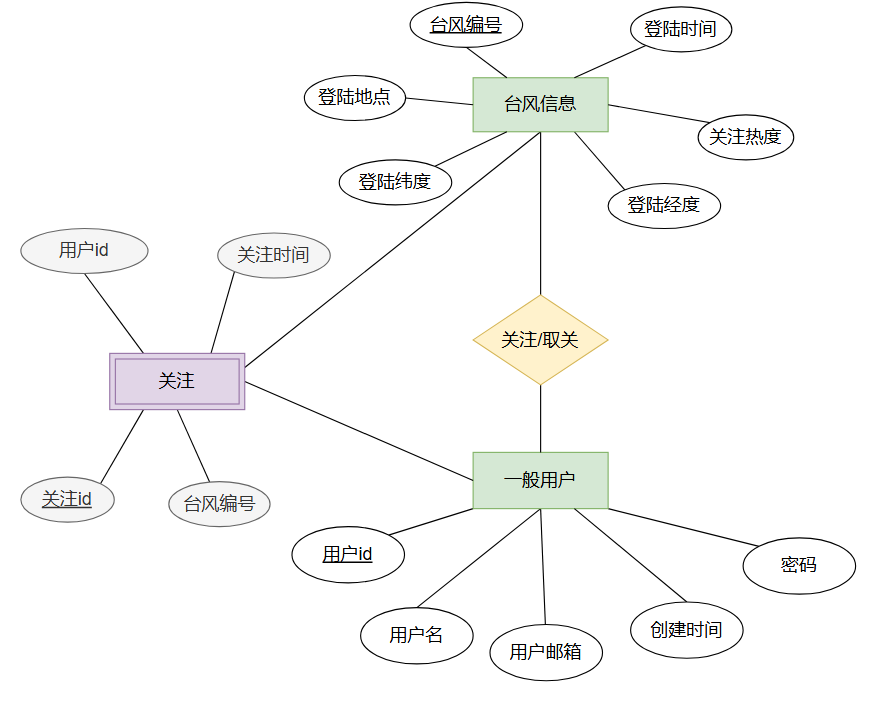 台风编号
登陆时间
登陆地点
台风信息
关注热度
登陆纬度
登陆经度
用户id
关注时间
关注/取关
关注
一般用户
关注id
台风编号
用户id
密码
用户名
用户邮箱
创建时间